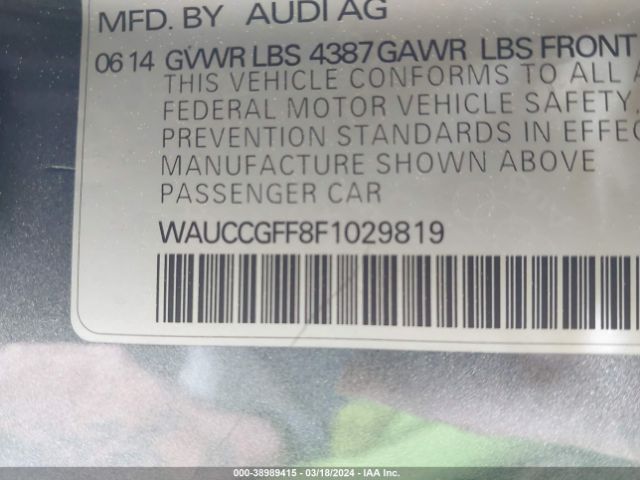 MFD. BY AUDI AG
06 14 GVWR LBS 4387 GAWR LBS FRONT
THIS VEHICLE CONFORMS TO ALL
FEDERAL MOTOR VEHICLE SAFETY,
PREVENTION STANDARDS IN EFFEC
MANUFACTURE SHOWN ABOVE
PASSENGER CAR
WAUCCGFF8F1029819
000-38989415 — 03/18/2024 — IAA Inc.